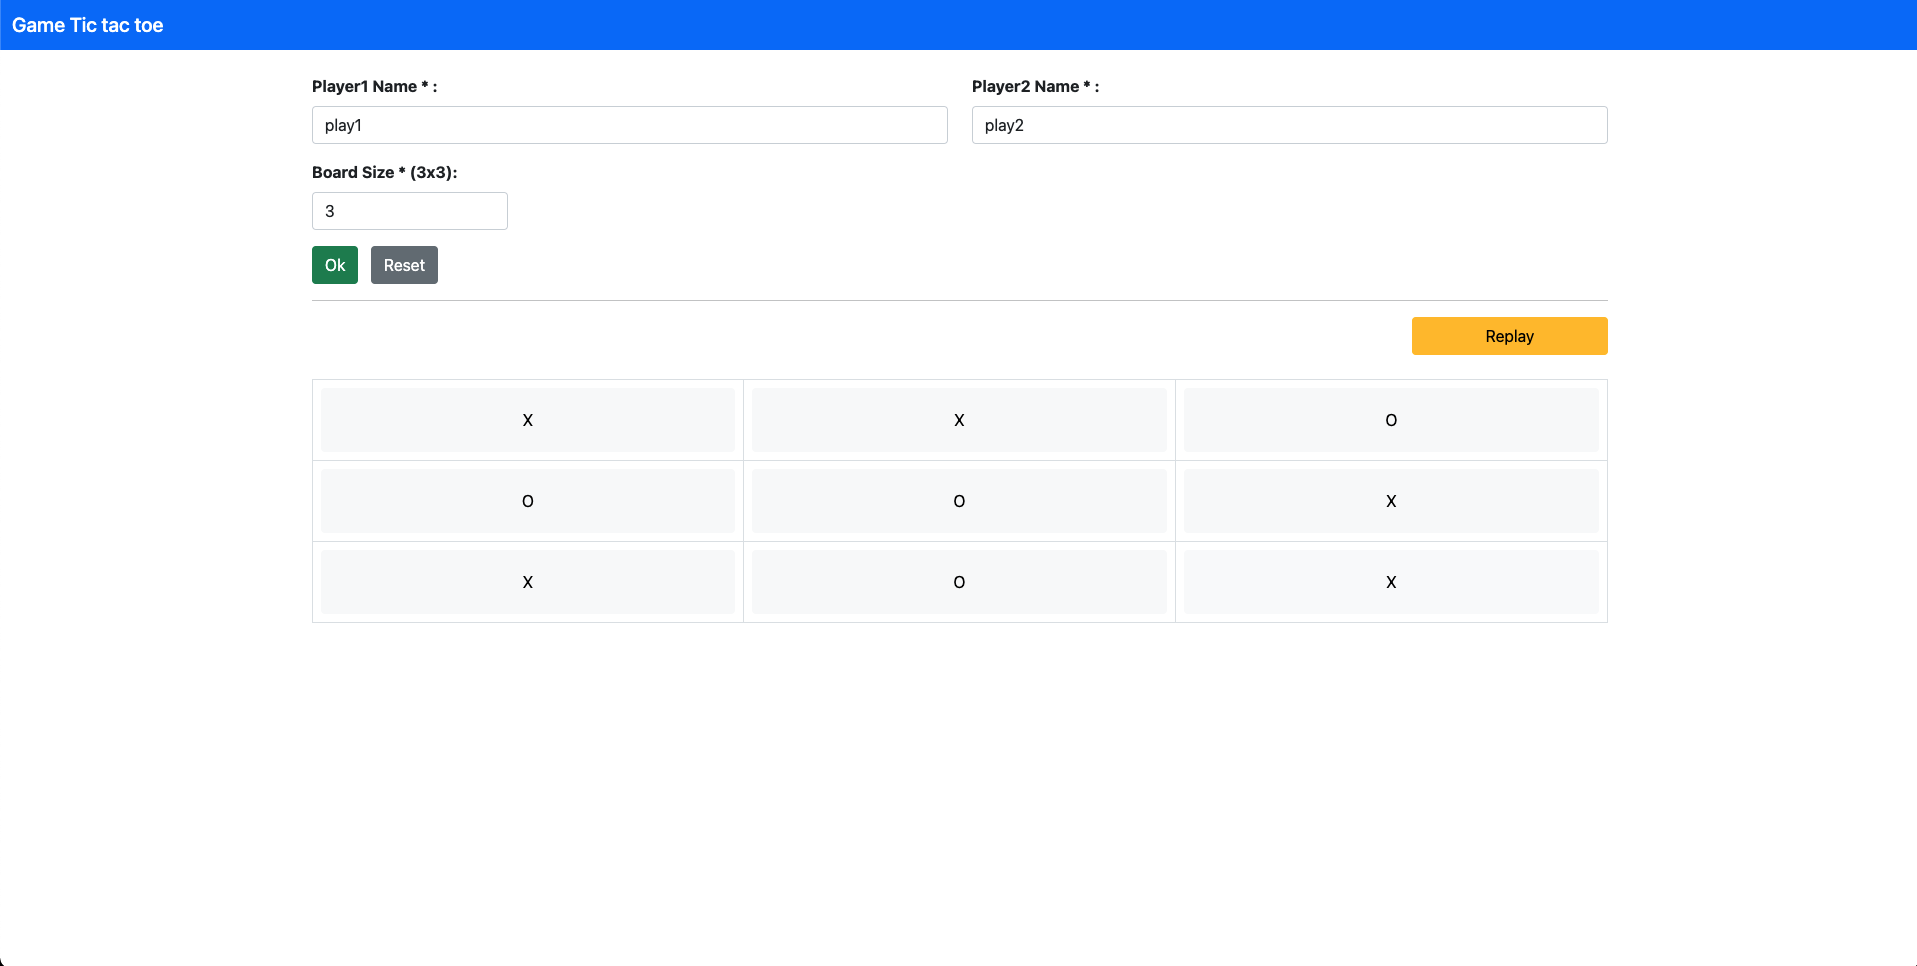 Game Tic tac toe
Player1 Name * :
Player2 Name * :
play1
play2
Board Size * (3x3):
3
Ok Reset
Replay
X X O
O O X
X O X